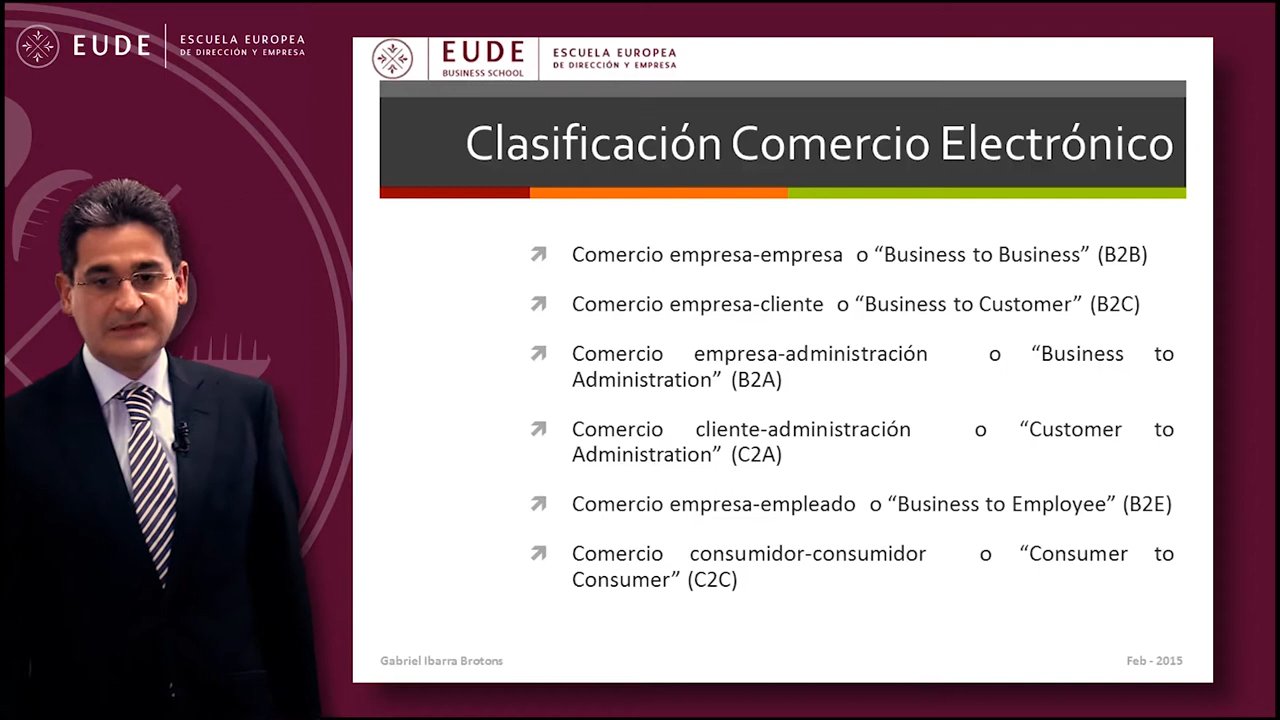 EUDE
ESCUELA EUROPEA
DE DIRECCIÓN Y EMPRESA
EUDE
BUSINESS SCHOOL
ESCUELA EUROPEA
DE DIRECCIÓN Y EMPRESA
Clasificación Comercio Electrónico
Comercio empresa-empresa o “Business to Business” (B2B)
Comercio empresa-cliente o “Business to Customer” (B2C)
Comercio empresa-administración o “Business to
Administration” (B2A)
Comercio cliente-administración o “Customer to
Administration” (C2A)
Comercio empresa-empleado o “Business to Employee” (B2E)
Comercio consumidor-consumidor o “Consumer to
Consumer” (C2C)
Gabriel Ibarra Brotons
Feb - 2015